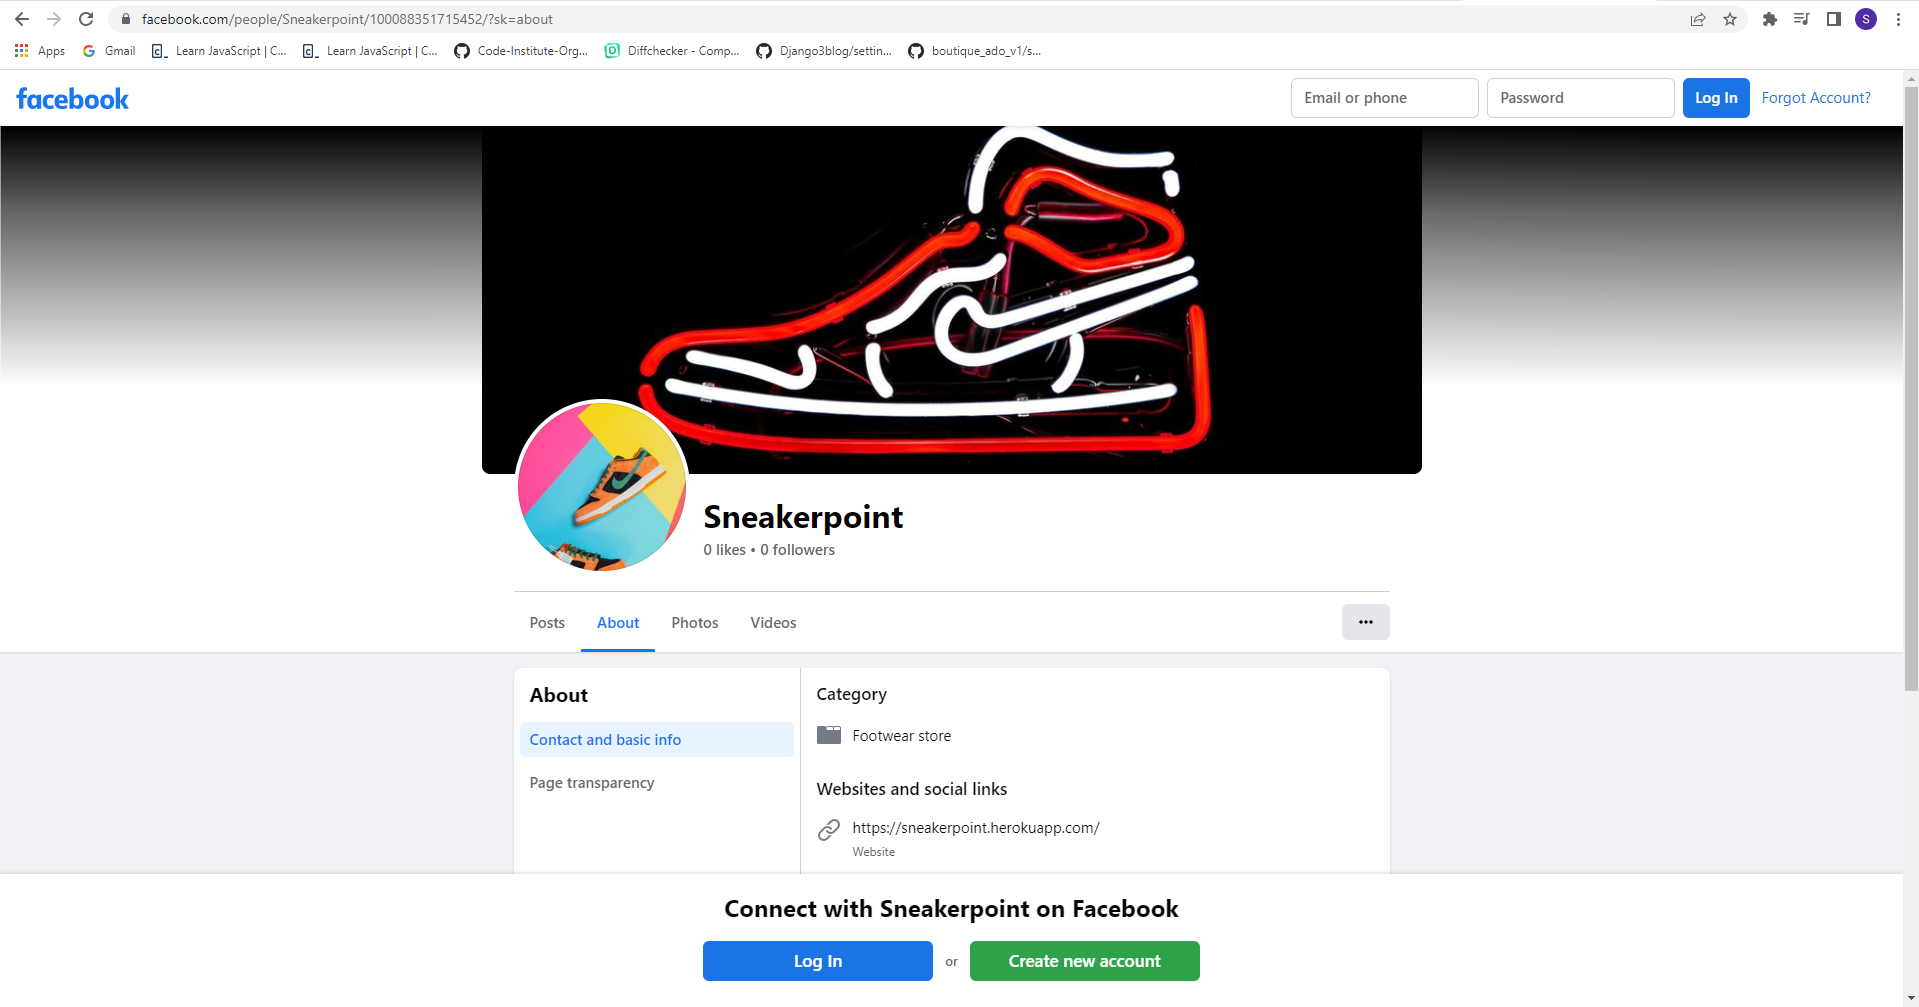 facebook.com/people/Sneakerpoint/100088351715452/?sk=about
S
Apps Gmail Learn JavaScript | C... Learn JavaScript | C... Code-Institute-Org... Diffchecker - Comp... Django3blog/settin... boutique_ado_v1/s...
facebook Email or phone Password Log In Forgot Account?
Sneakerpoint
0 likes • 0 followers
Posts About Photos Videos
About
Contact and basic info
Page transparency
Category
Footwear store
Websites and social links
https://sneakerpoint.herokuapp.com/
Website
Connect with Sneakerpoint on Facebook
Log In or Create new account